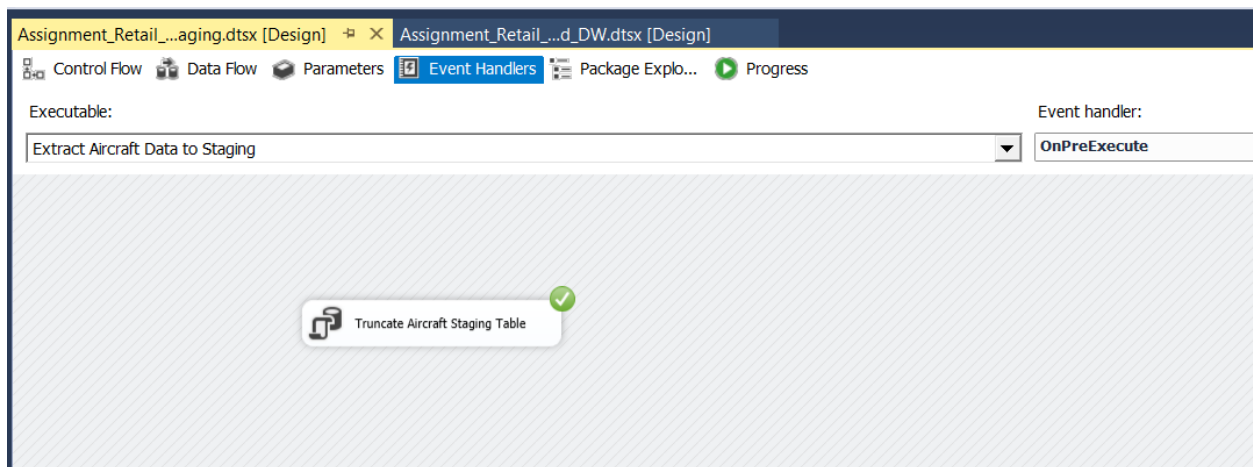 Assignment_Retail_...aging.dtsx [Design] Assignment_Retail_...d_DW.dtsx [Design]
Control Flow Data Flow Parameters Event Handlers Package Explo... Progress
Executable: Event handler:
Extract Aircraft Data to Staging OnPreExecute
Truncate Aircraft Staging Table